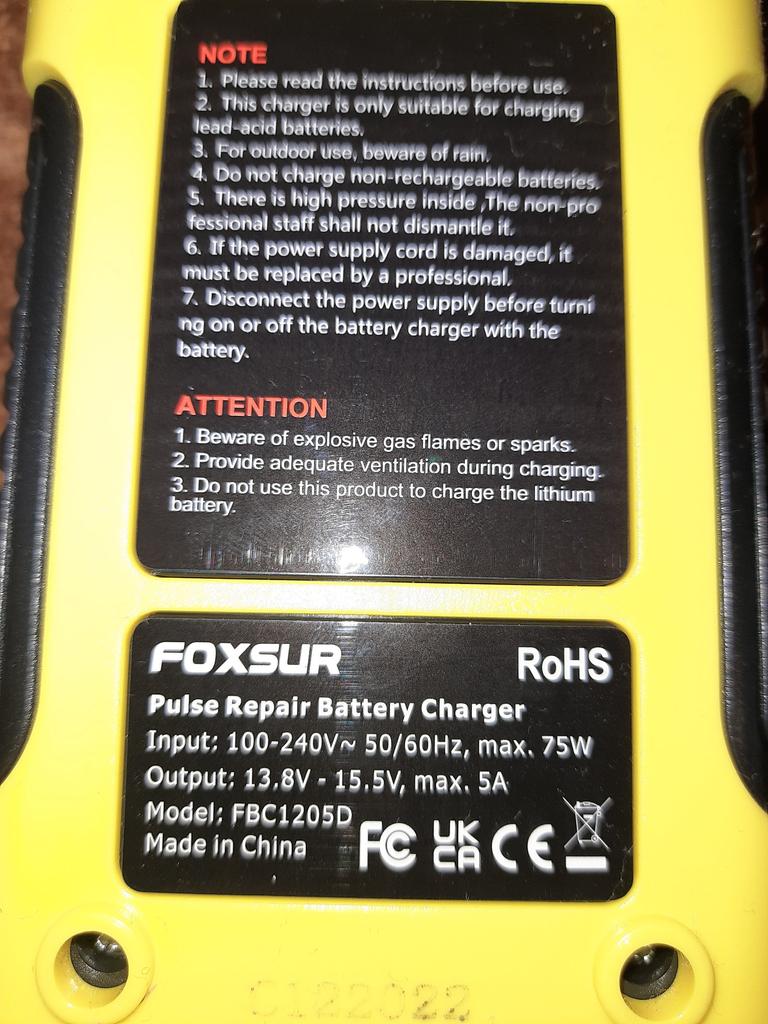 NOTE
1. Please read the instructions before use.
2. This charger is only suitable for charging
lead-acid batteries.
3. For outdoor use, beware of rain.
4. Do not charge non-rechargeable batteries.
5. There is high pressure inside ,The non-pro
fessional staff shall not dismantle it.
6. If the power supply cord is damaged, it
must be replaced by a professional.
7. Disconnect the power supply before turni
ng on or off the battery charger with the
battery.
ATTENTION
1. Beware of explosive gas flames or sparks.
2. Provide adequate ventilation during charging.
3. Do not use this product to charge the lithium
battery.
FOXSUR RoHS
Pulse Repair Battery Charger
Input: 100-240V~ 50/60Hz, max. 75W
Output: 13.8V - 15.5V, max. 5A
Model: FBC1205D
Made in China FC UK CA CE
C122022